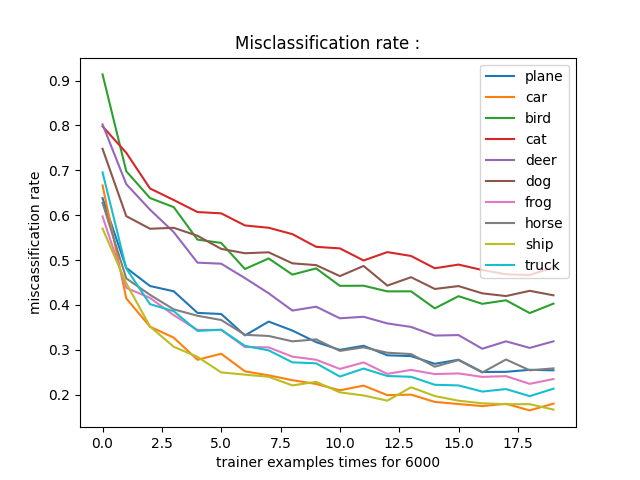 Misclassification rate :
miscassification rate
0.9
0.8
0.7
0.6
0.5
0.4
0.3
0.2
plane
car
bird
cat
deer
dog
frog
horse
ship
truck
0.0 2.5 5.0 7.5 10.0 12.5 15.0 17.5
trainer examples times for 6000